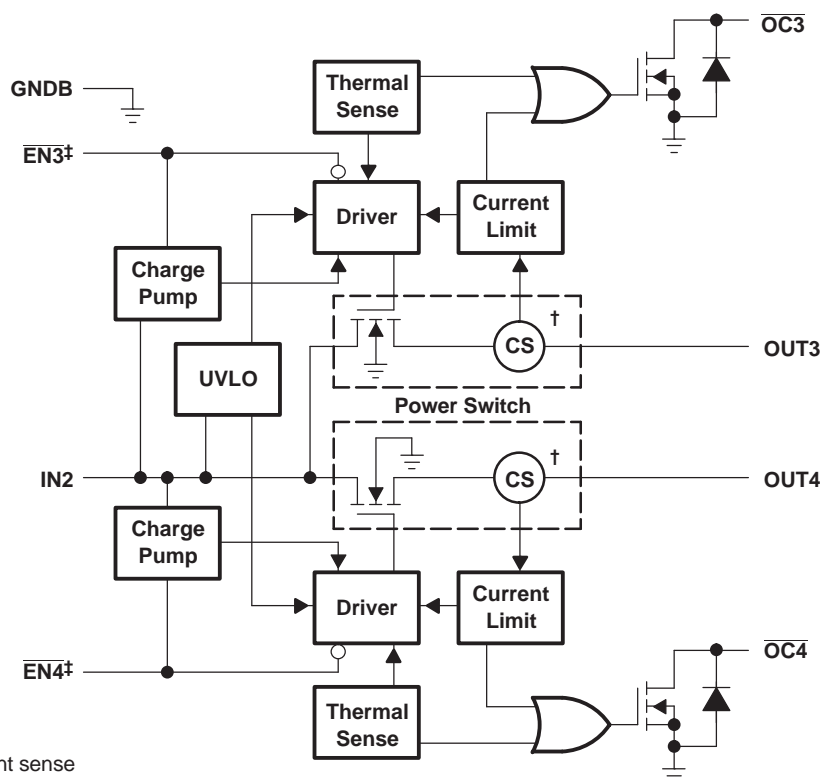 OC3
Thermal
Sense
GNDB
EN3‡
Driver
Current
Limit
Charge
Pump
†
CS
OUT3
UVLO
Power Switch
†
IN2
CS
OUT4
Charge
Pump
Driver
Current
Limit
EN4‡
OC4
Thermal
Sense
sense